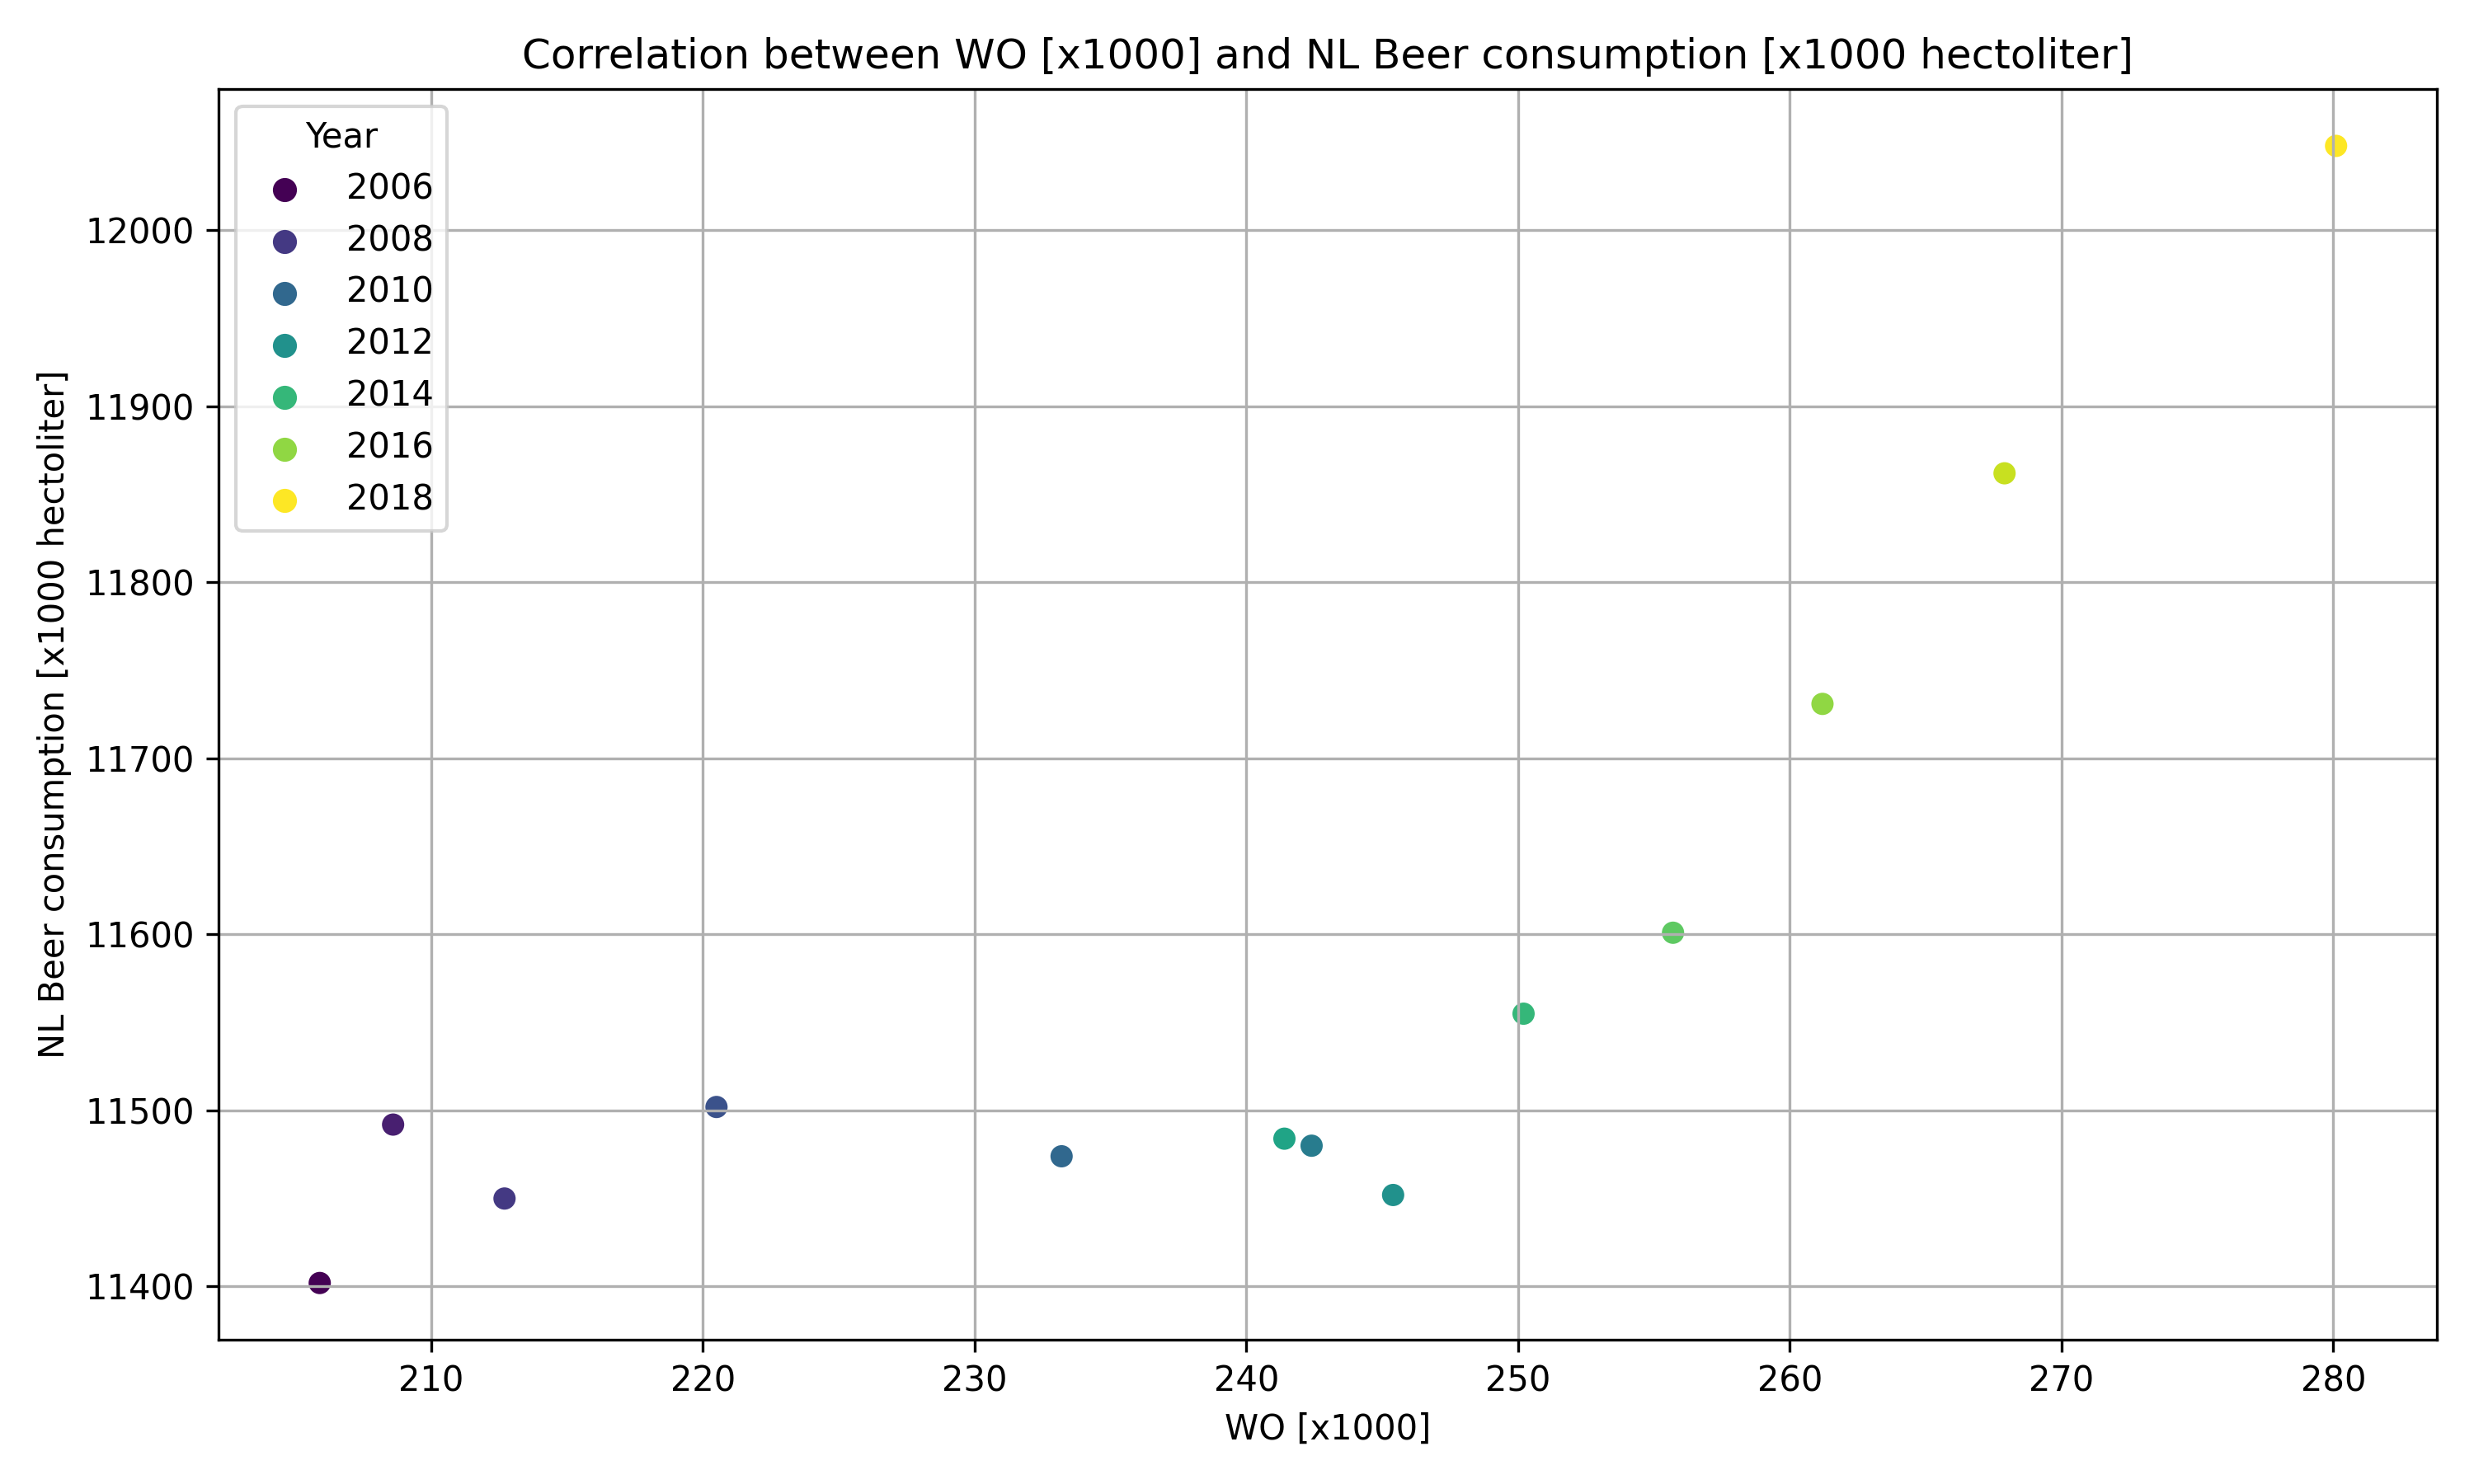 Correlation between WO [x1000] and NL Beer consumption [x1000 hectoliter]
Year
2006
2008
2010
2012
2014
2016
2018
NL Beer consumption [x1000 hectoliter]
12000
11900
11800
11700
11600
11500
11400
210 220 230 240 250 260 270 280
WO [x1000]